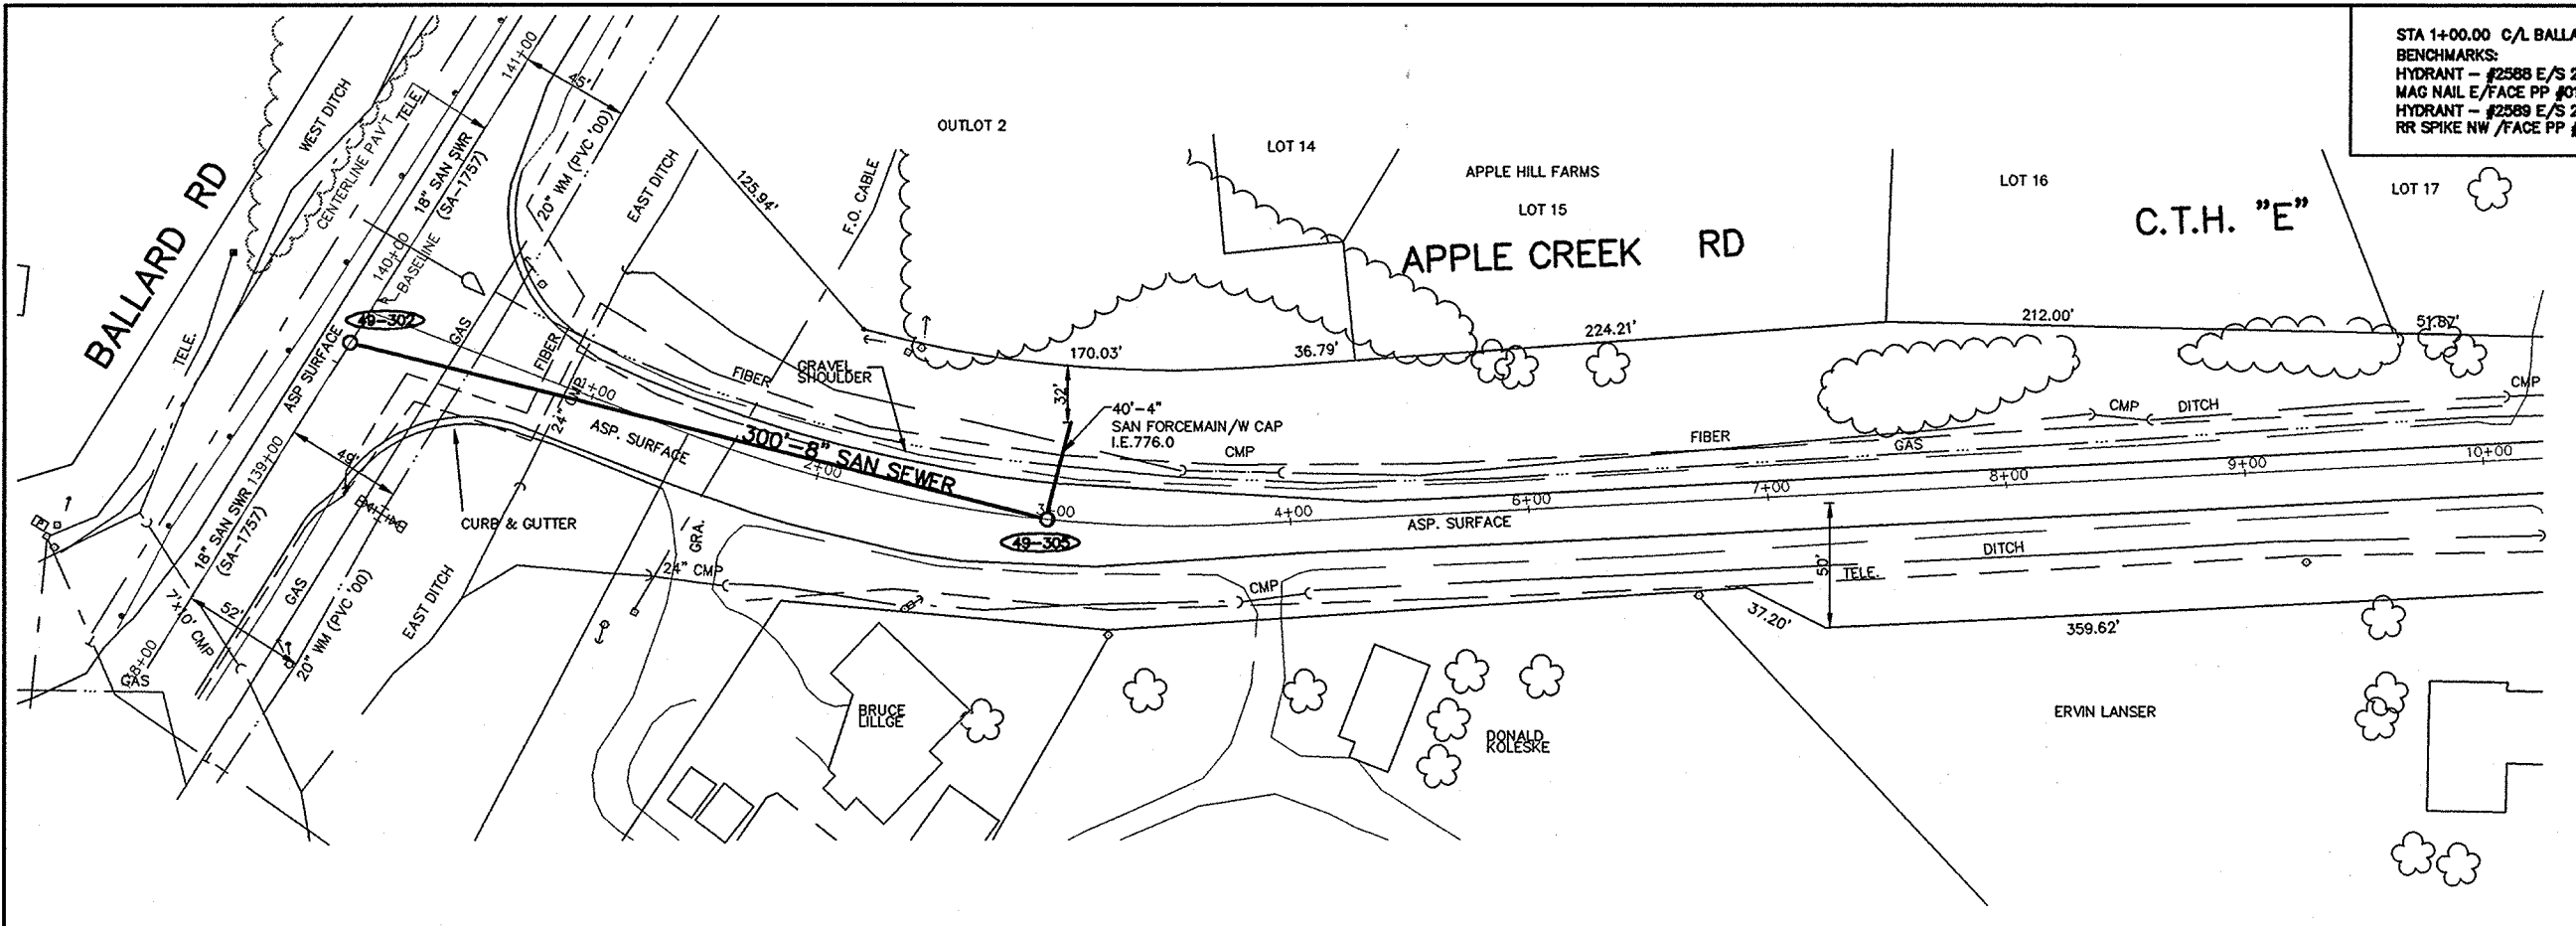 STA 1+00.00 C/L BALLA
BENCHMARKS:
HYDRANT - #2588 E/S 2
MAG NAIL E/FACE PP #0
HYDRANT - #2589 E/S 2
RR SPIKE NW /FACE PP #
BALLARD RD
WEST DITCH
CENTERLINE PAV'T
TELE
141+00
45'
18" SAN SWR
(SA-1757)
20" WM (PVC '00)
EAST DITCH
140+00
BASELINE
125.94'
F.O. CABLE
OUTLOT 2
LOT 14
APPLE HILL FARMS
LOT 15
LOT 16
LOT 17
APPLE CREEK RD
C.T.H. "E"
49-302
TELE.
ASP SURFACE
GAS
FIBER
24" CMP
1+00
FIBER
GRAVEL
SHOULDER
170.03'
36.79'
224.21'
212.00'
51.87'
32'
40'-4"
SAN FORCEMAIN/W CAP
I.E.776.0
CMP
FIBER
GAS
CMP
DITCH
CMP
300'-8" SAN SEWER
ASP. SURFACE
2+00
3+00
4+00
6+00
7+00
8+00
9+00
10+00
ASP. SURFACE
49-305
139+00
18" SAN SWR
(SA-1757)
49'
CURB & GUTTER
GRA.
24" CMP
CMP
DITCH
TELE.
50'
37.20'
359.62'
GAS
20" WM (PVC '00)
EAST DITCH
52'
7'x10' CMP
138+00
GAS
BRUCE
LILLGE
DONALD
KOLESKE
ERVIN LANSER